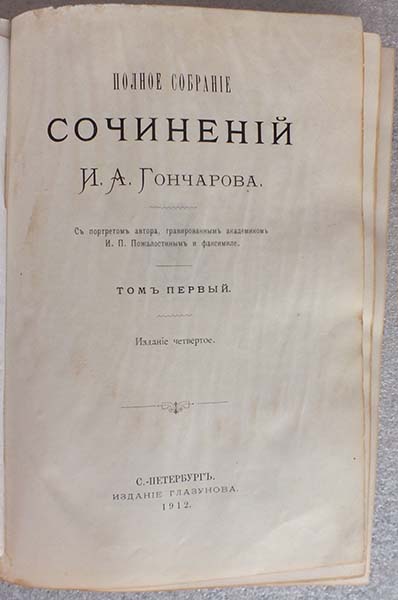 ПОЛНОЕ СОБРАНІЕ
СОЧИНЕНІЙ
И. А. ГОНЧАРОВА.
Съ портретомъ автора, гравированнымъ академикомъ
И. П. Пожалостинымъ и факсимиле.
ТОМЪ ПЕРВЫЙ.
Изданіе четвертое.
С.-ПЕТЕРБУРГЪ.
ИЗДАНІЕ ГЛАЗУНОВА.
1912.